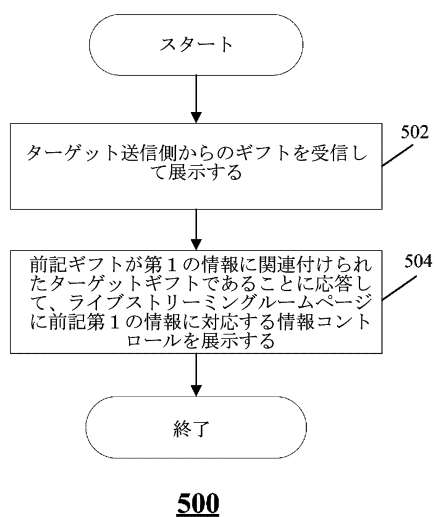 スタート
502
ターゲット送信側からのギフトを受信し
て展示する
504
前記ギフトが第１の情報に関連付けられ
たターゲットギフトであることに応答し
て、ライブストリーミングルームページ
に前記第１の情報に対応する情報コント
ロールを展示する
終了
500